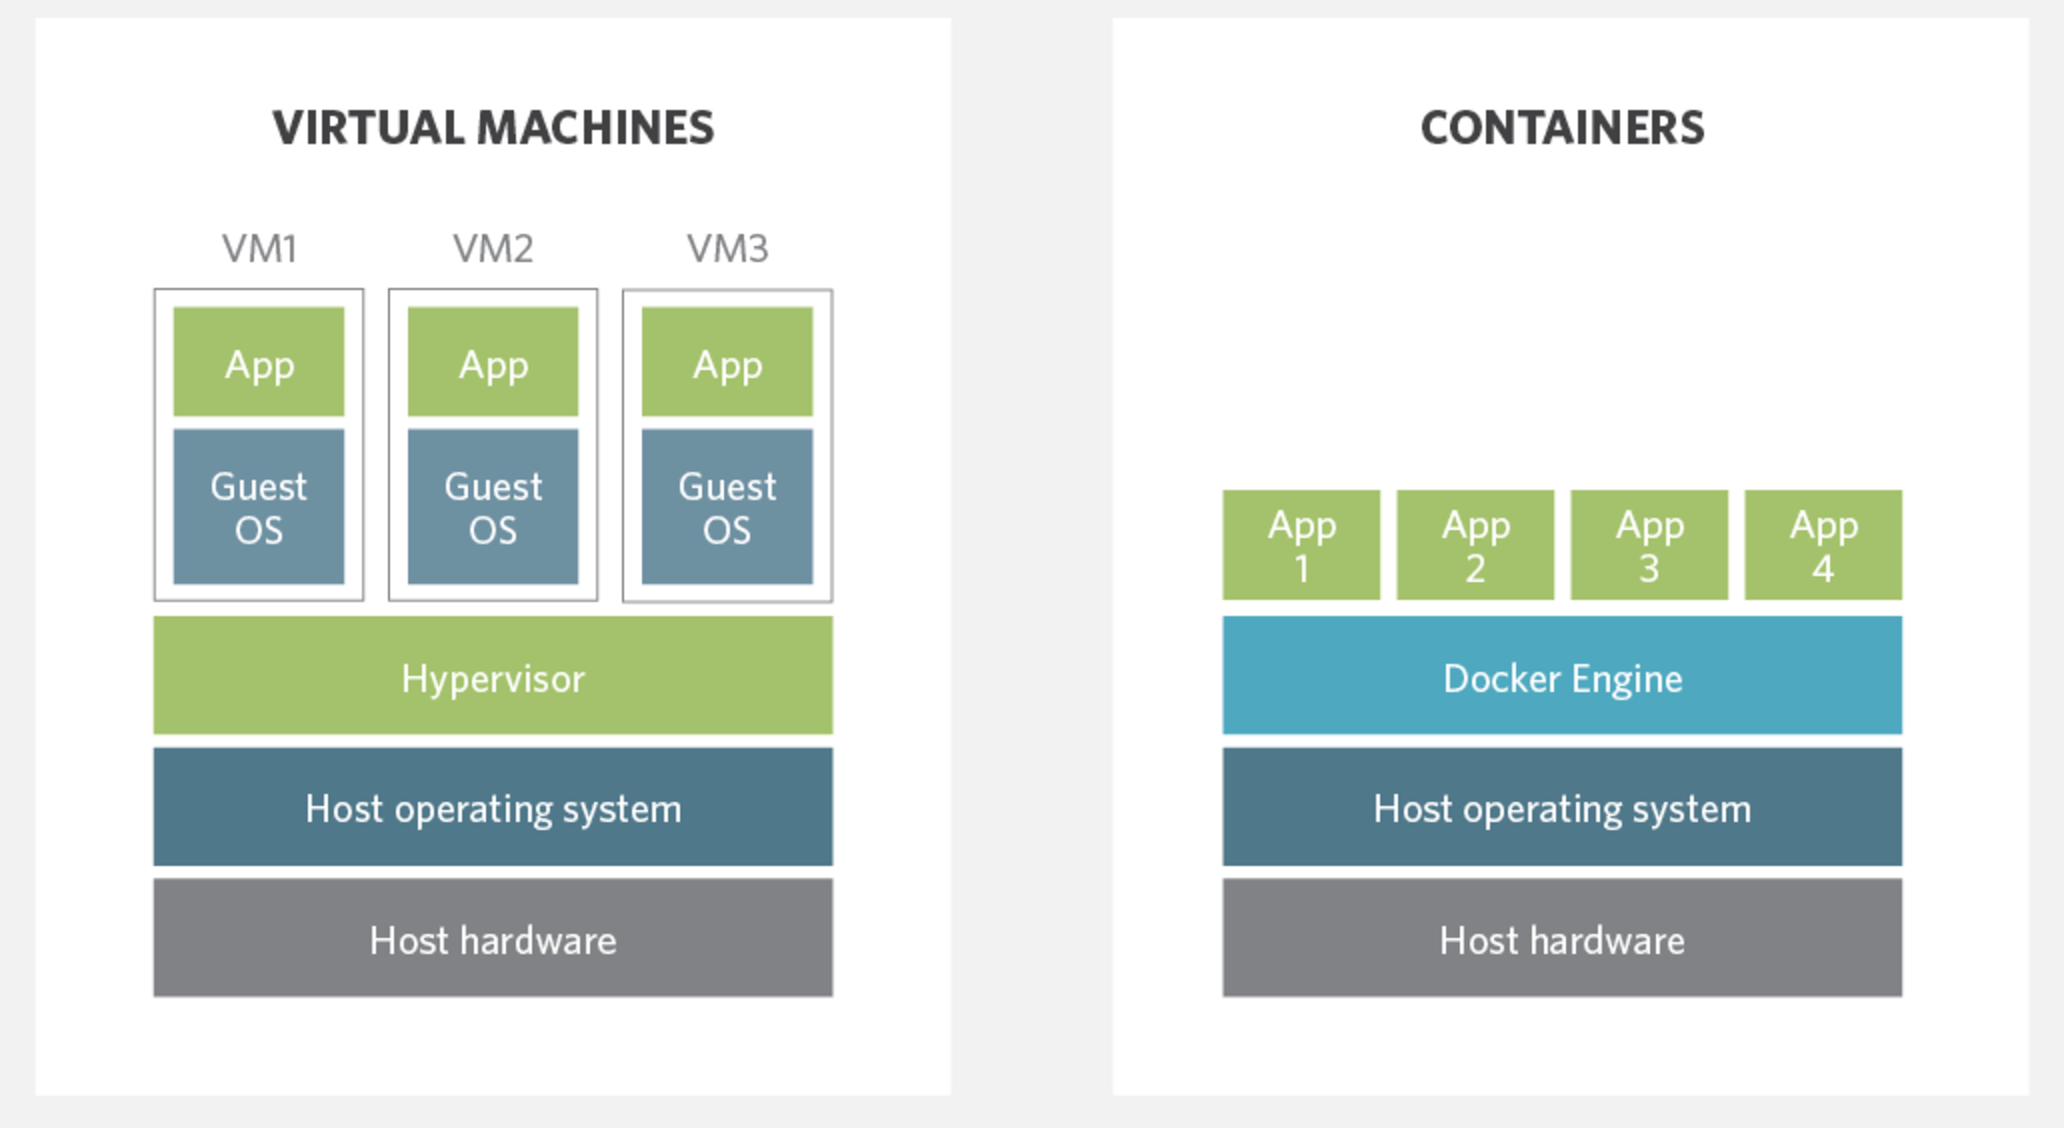 VIRTUAL MACHINES
VM1 VM2 VM3
App App App
Guest Guest Guest
OS OS OS
Hypervisor
Host operating system
Host hardware
CONTAINERS
App App App App
1 2 3 4
Docker Engine
Host operating system
Host hardware